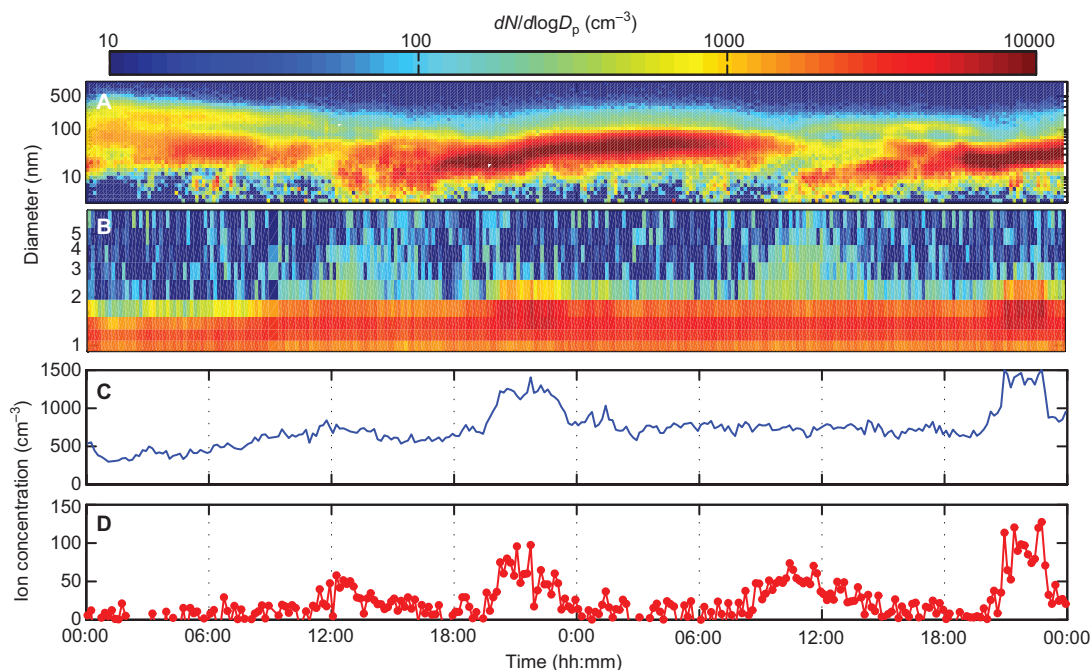 dN/dlogDp (cm⁻³)
10 100 1000 10000
A
500
100
10
Diameter (nm)
B
5
4
3
2
1
C
1500
1000
500
0
Ion concentration (cm⁻³)
D
150
100
50
0
00:00 06:00 12:00 18:00 0:00 06:00 12:00 18:00 00:00
Time (hh:mm)